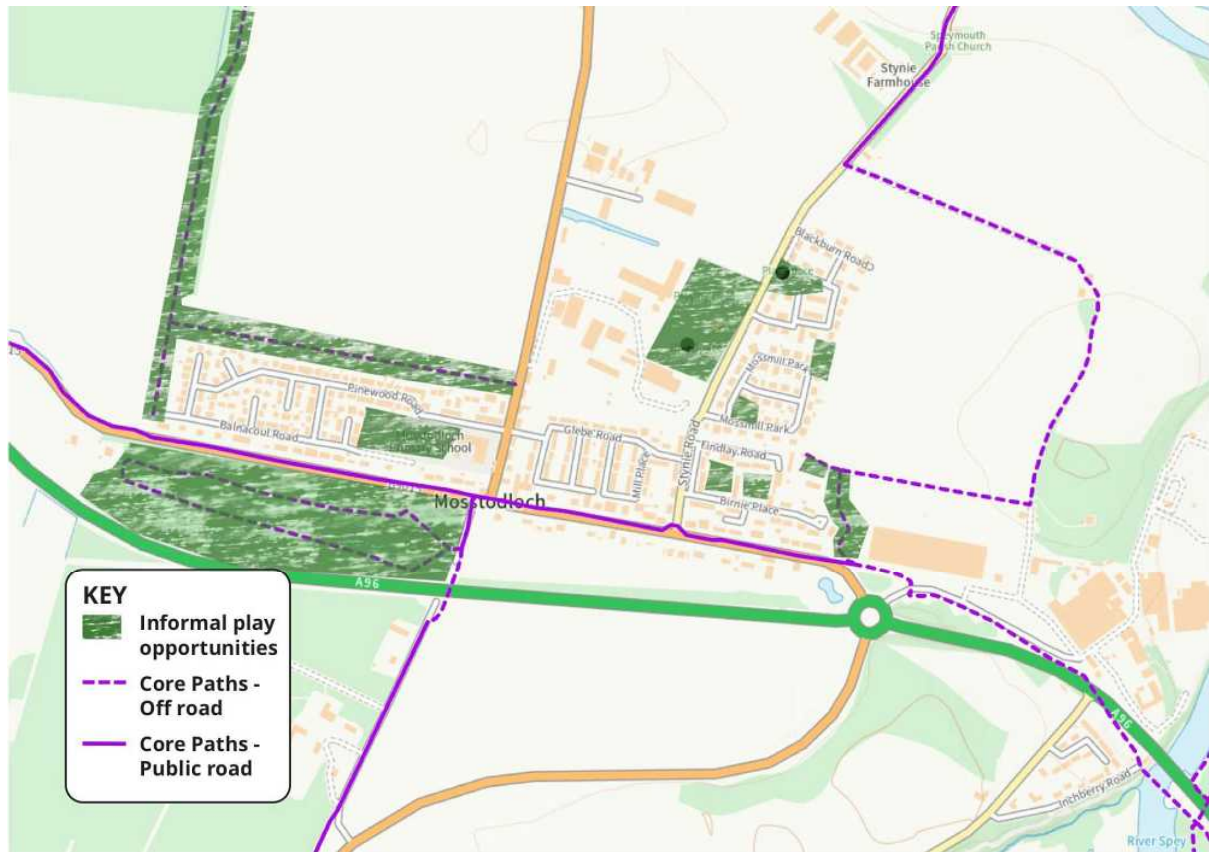 Speymouth
Parish Church
Stynie
Farmhouse
Blackburn Road
Mossmill Park
Pinewood Road
Balnacoul Road
School
Glebe Road
Mill Place
Stynie Road
Mossmill Park
Findlay Road
Birnie Place
Mosstodloch
A96
KEY
Informal play
opportunities
Core Paths -
Off road
Core Paths -
Public road
A96
Inchberry Road
River Spey